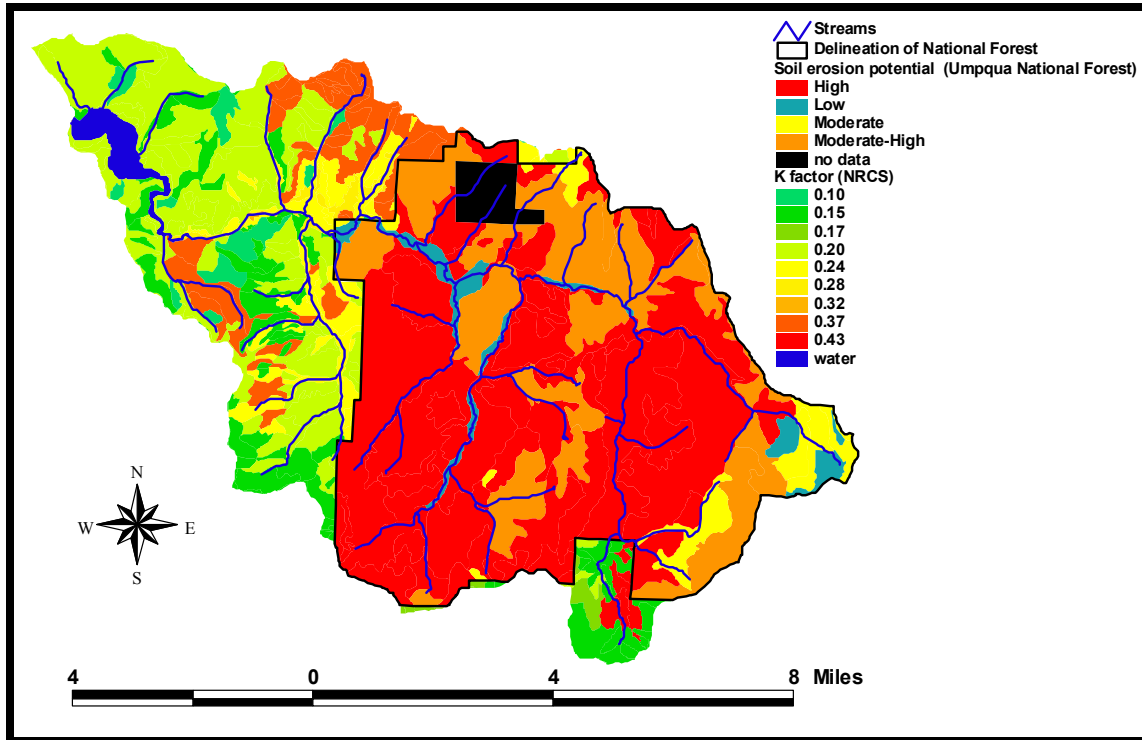 Streams
Delineation of National Forest
Soil erosion potential (Umpqua National Forest)
High
Low
Moderate
Moderate-High
no data
K factor (NRCS)
0.10
0.15
0.17
0.20
0.24
0.28
0.32
0.37
0.43
water
N
W E
S
4 0 4 8 Miles